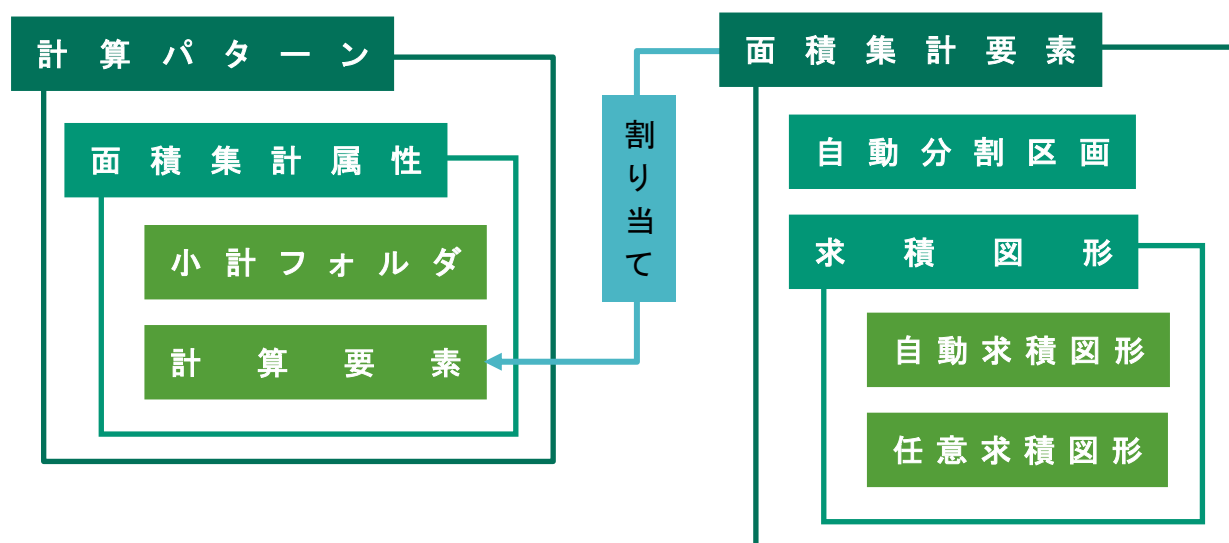 計算パターン
面積集計属性
小計フォルダ
計算要素
割り当て
面積集計要素
自動分割区画
求積図形
自動求積図形
任意求積図形